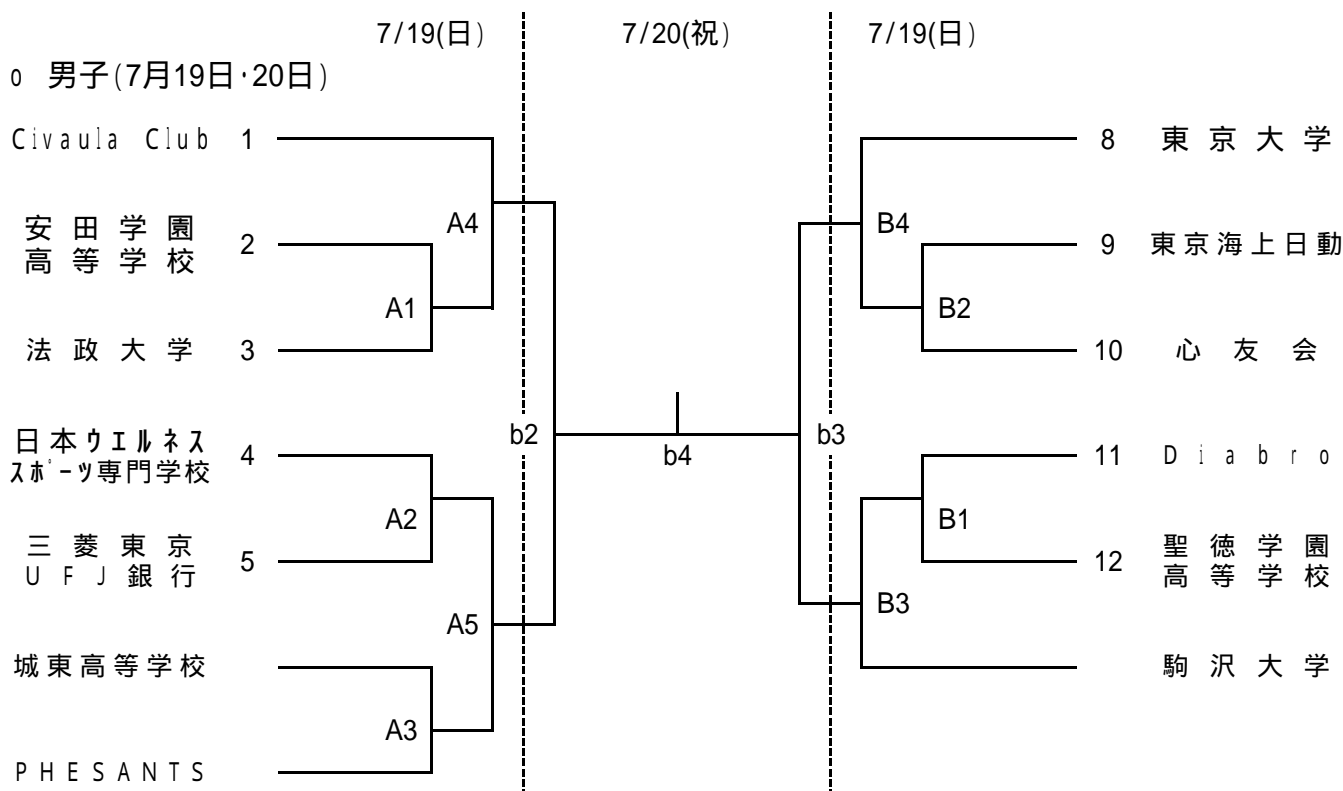 7/19(日) 7/20(祝) 7/19(日)
o 男子(7月19日・20日)
Civaula Club 1
安田学園
高等学校 2
法政大学 3
日本ウエルネス
スポーツ専門学校 4
三菱東京
UFJ銀行 5
城東高等学校
PHESANTS
A4
A1
A2
A5
A3
b2
b4
b3
B4
B2
B1
B3
8 東京大学
9 東京海上日動
10 心友会
11 Diabro
12 聖徳学園
高等学校
駒沢大学